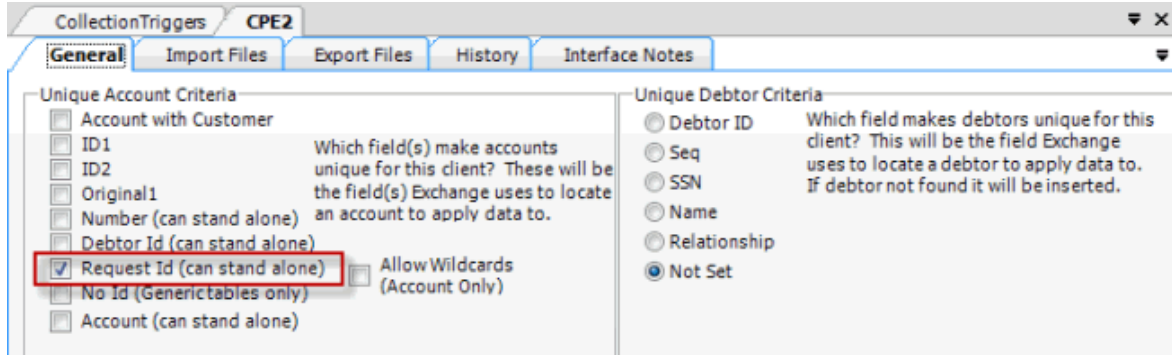 CollectionTriggers CPE2
General Import Files Export Files History Interface Notes
Unique Account Criteria
Account with Customer
ID1
ID2
Original1
Number (can stand alone)
Debtor Id (can stand alone)
Request Id (can stand alone)
No Id (Generic tables only)
Account (can stand alone)
Which field(s) make accounts
unique for this client? These will be
the field(s) Exchange uses to locate
an account to apply data to.
Allow Wildcards
(Account Only)
Unique Debtor Criteria
Debtor ID
Seq
SSN
Name
Relationship
Not Set
Which field makes debtors unique for this
client? This will be the field Exchange
uses to locate a debtor to apply data to.
If debtor not found it will be inserted.